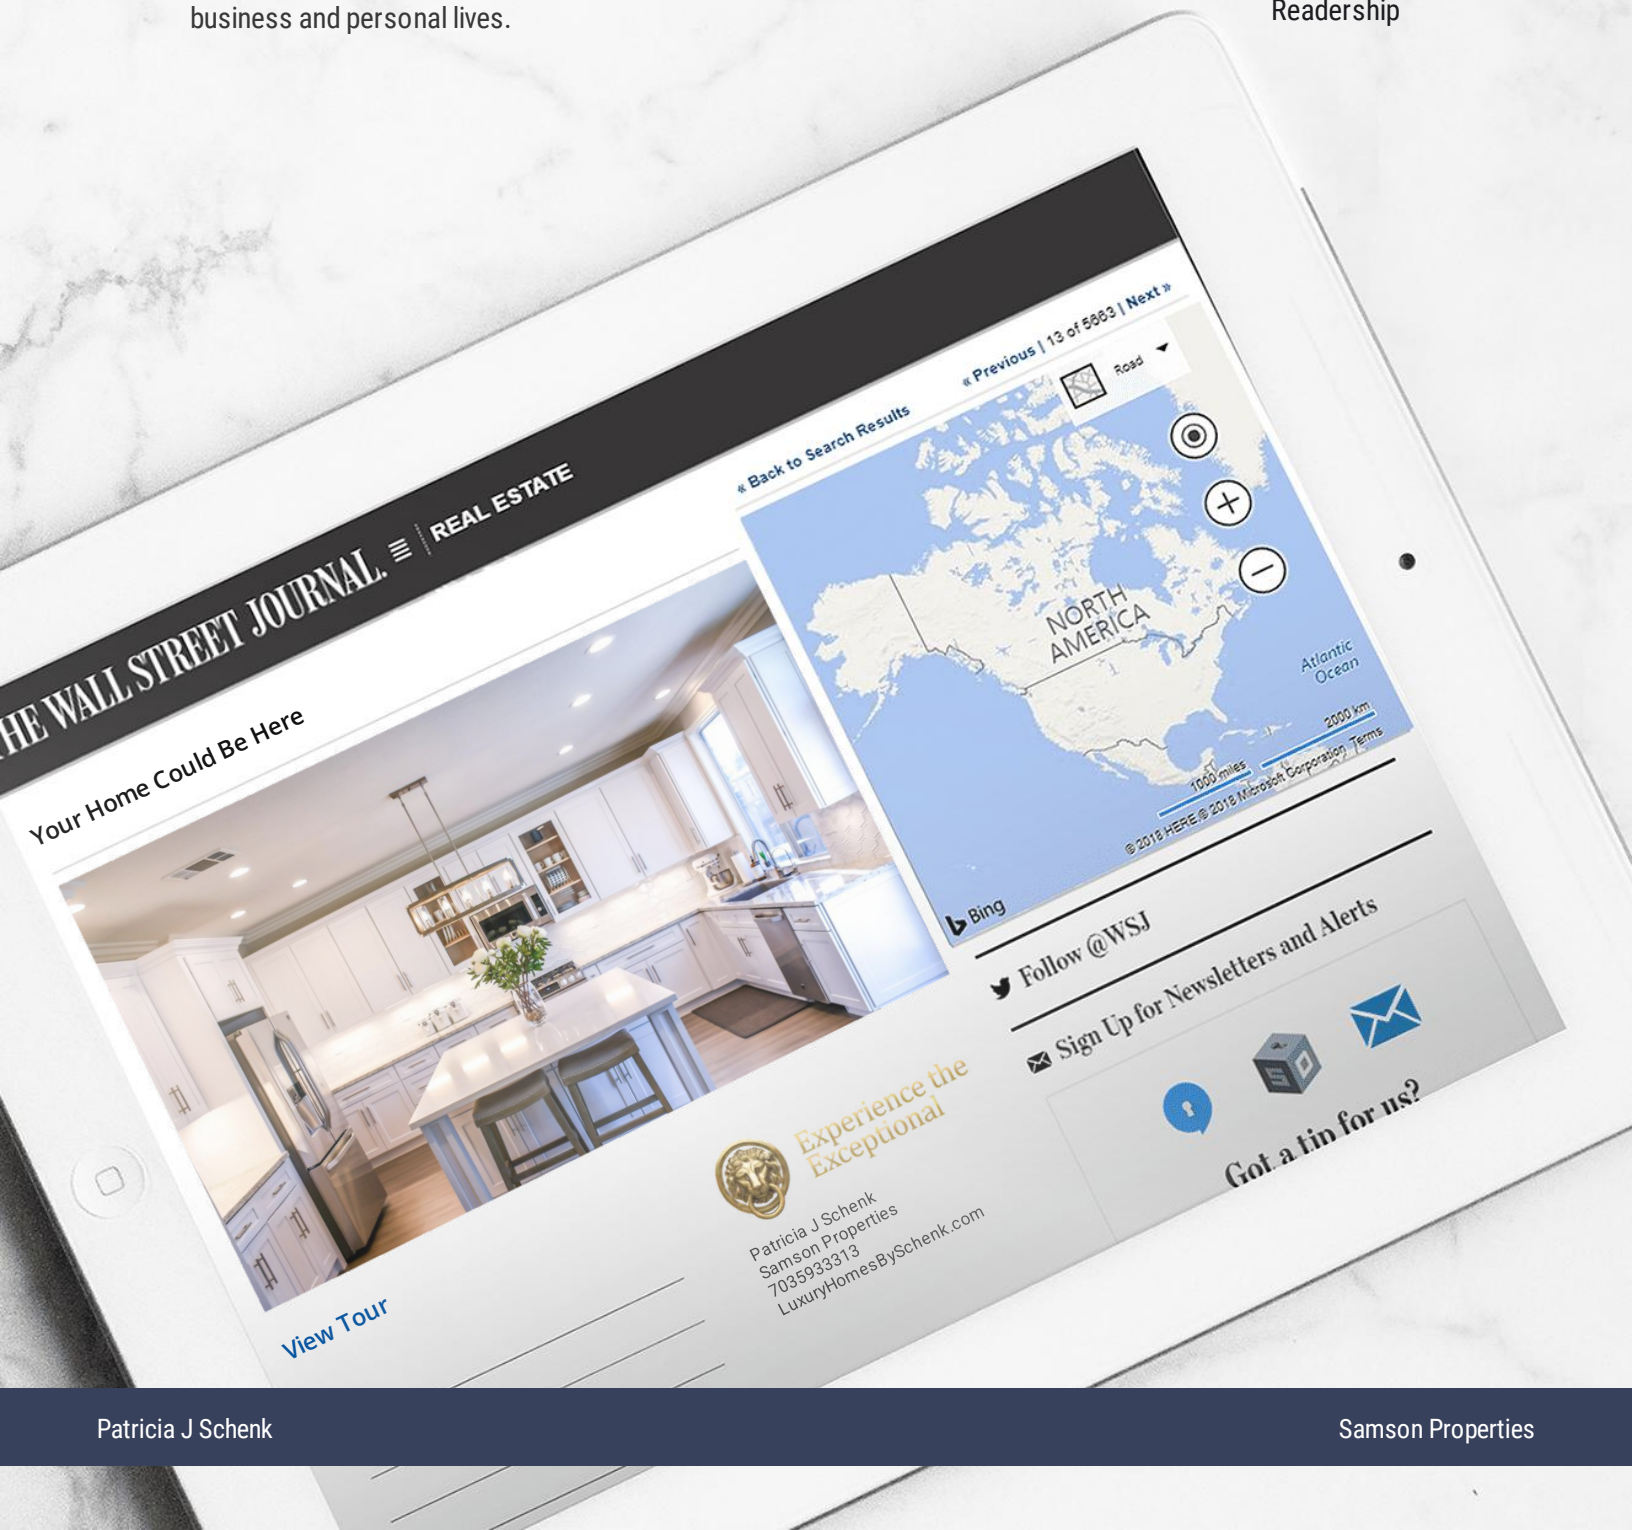 business and personal lives.
Readership
THE WALL STREET JOURNAL.
REAL ESTATE
« Back to Search Results
« Previous | 13 of 5663 | Next »
Your Home Could Be Here
Road
NORTH
AMERICA
Atlantic
Ocean
2000 km
1000 miles
© 2018 HERE © 2018 Microsoft Corporation Terms
Bing
Follow @WSJ
Sign Up for Newsletters and Alerts
SO
Got a tip for us?
Experience the
Exceptional
Patricia J Schenk
Samson Properties
7035933313
LuxuryHomesBySchenk.com
View Tour
Patricia J Schenk
Samson Properties